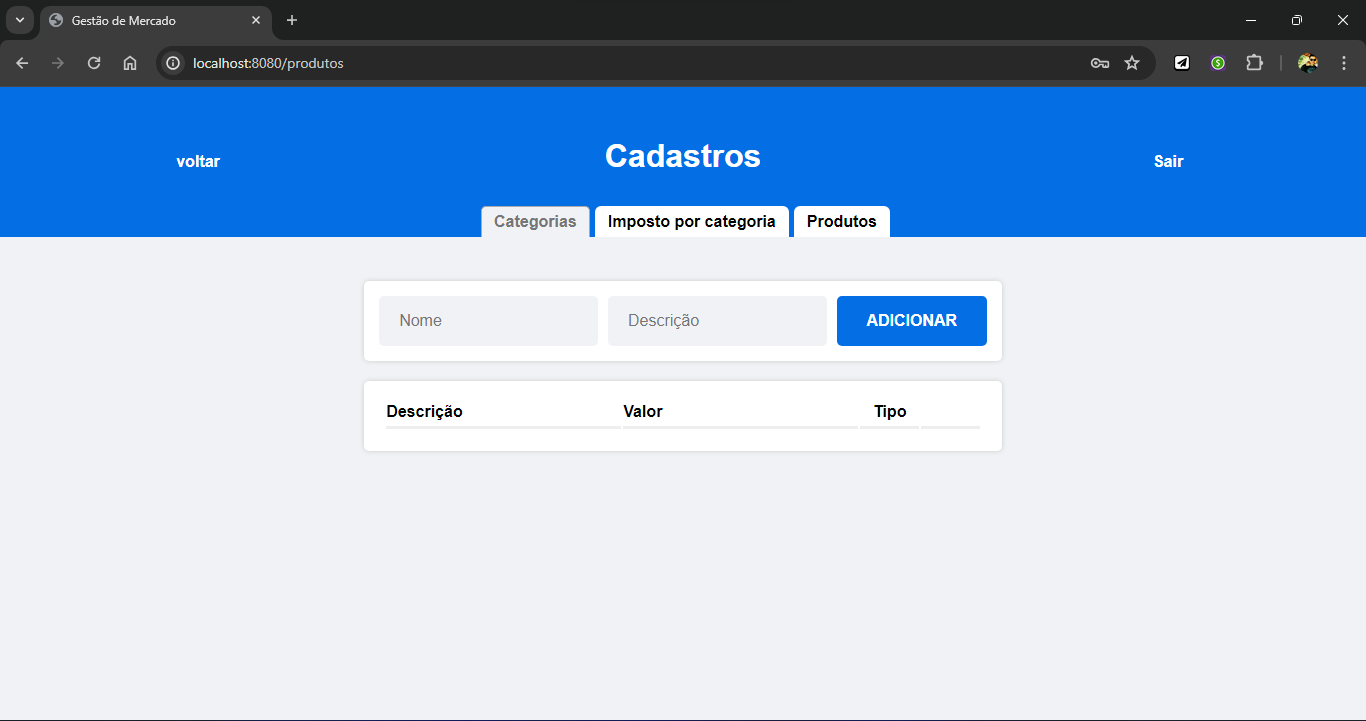 Gestão de Mercado
localhost:8080/produtos
voltar
Cadastros
Sair
Categorias
Imposto por categoria
Produtos
Nome
Descrição
ADICIONAR
Descrição
Valor
Tipo